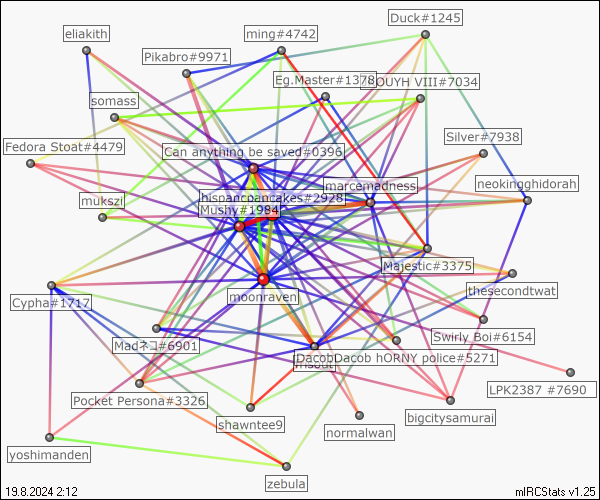 Duck#1245
eliakith
ming#4742
Pikabro#9971
Eg.Master#1378
OUYH VIII#7034
somass
Silver#7938
Fedora Stoat#4479
Can anything be saved#0396
marcemadness
neokingghidorah
mukszi
hispancpancakes#2928
Mushy#1984
Majestic#3375
thesecondtwat
moonraven
Cypha#1717
Swirly Boi#6154
Madネコ#6901
DacobDacob hORNY police#5271
LPK2387 #7690
Pocket Persona#3326
bigcitysamurai
shawntee9
normalwan
yoshimanden
zebula
19.8.2024 2:12
mIRCStats v1.25